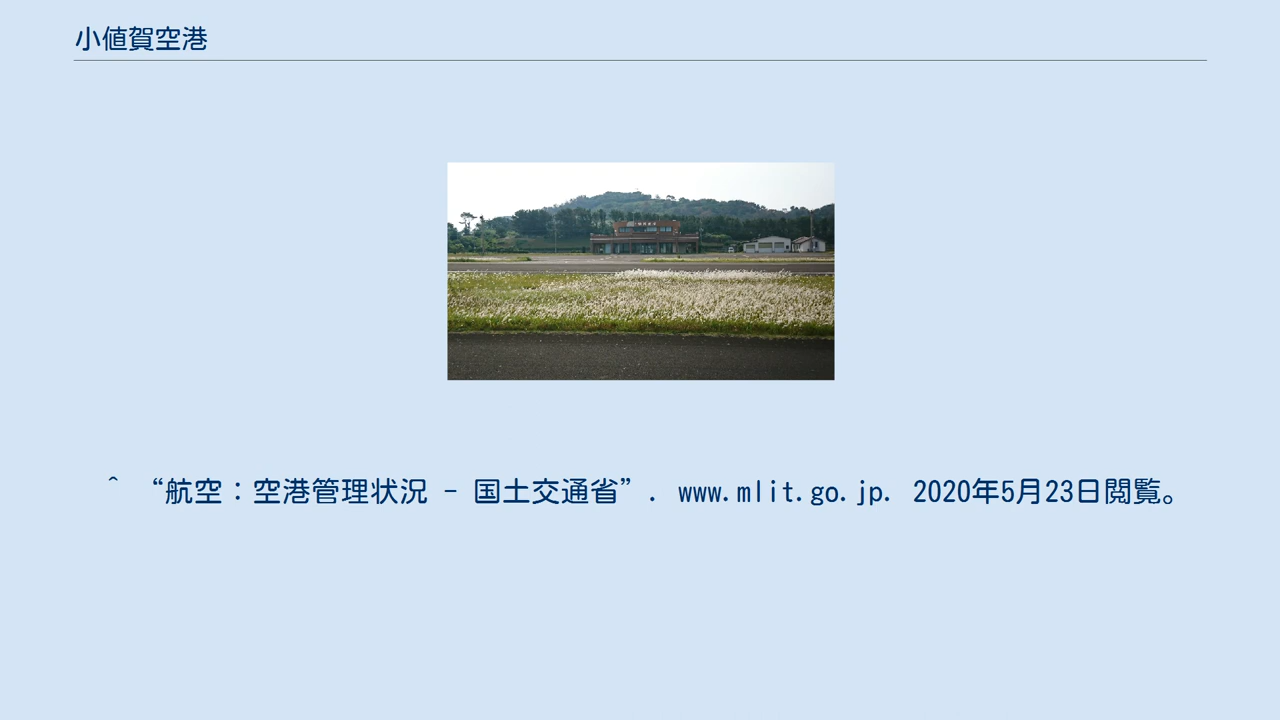 小値賀空港
^ “航空：空港管理状況 - 国土交通省”. www.mlit.go.jp. 2020年5月23日閲覧。